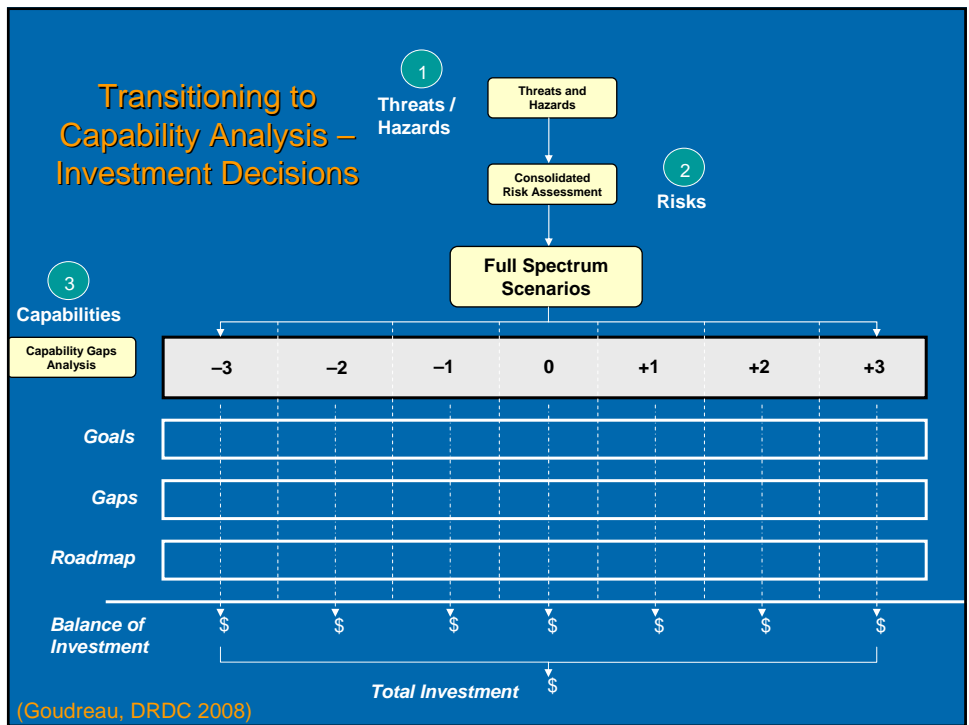 Transitioning to
Capability Analysis –
Investment Decisions
1
Threats /
Hazards
Threats and
Hazards
Consolidated
Risk Assessment
2
Risks
Full Spectrum
Scenarios
3
Capabilities
Capability Gaps
Analysis
–3 –2 –1 0 +1 +2 +3
Goals
Gaps
Roadmap
Balance of
Investment
$ $ $ $ $ $ $
Total Investment $
(Goudreau, DRDC 2008)